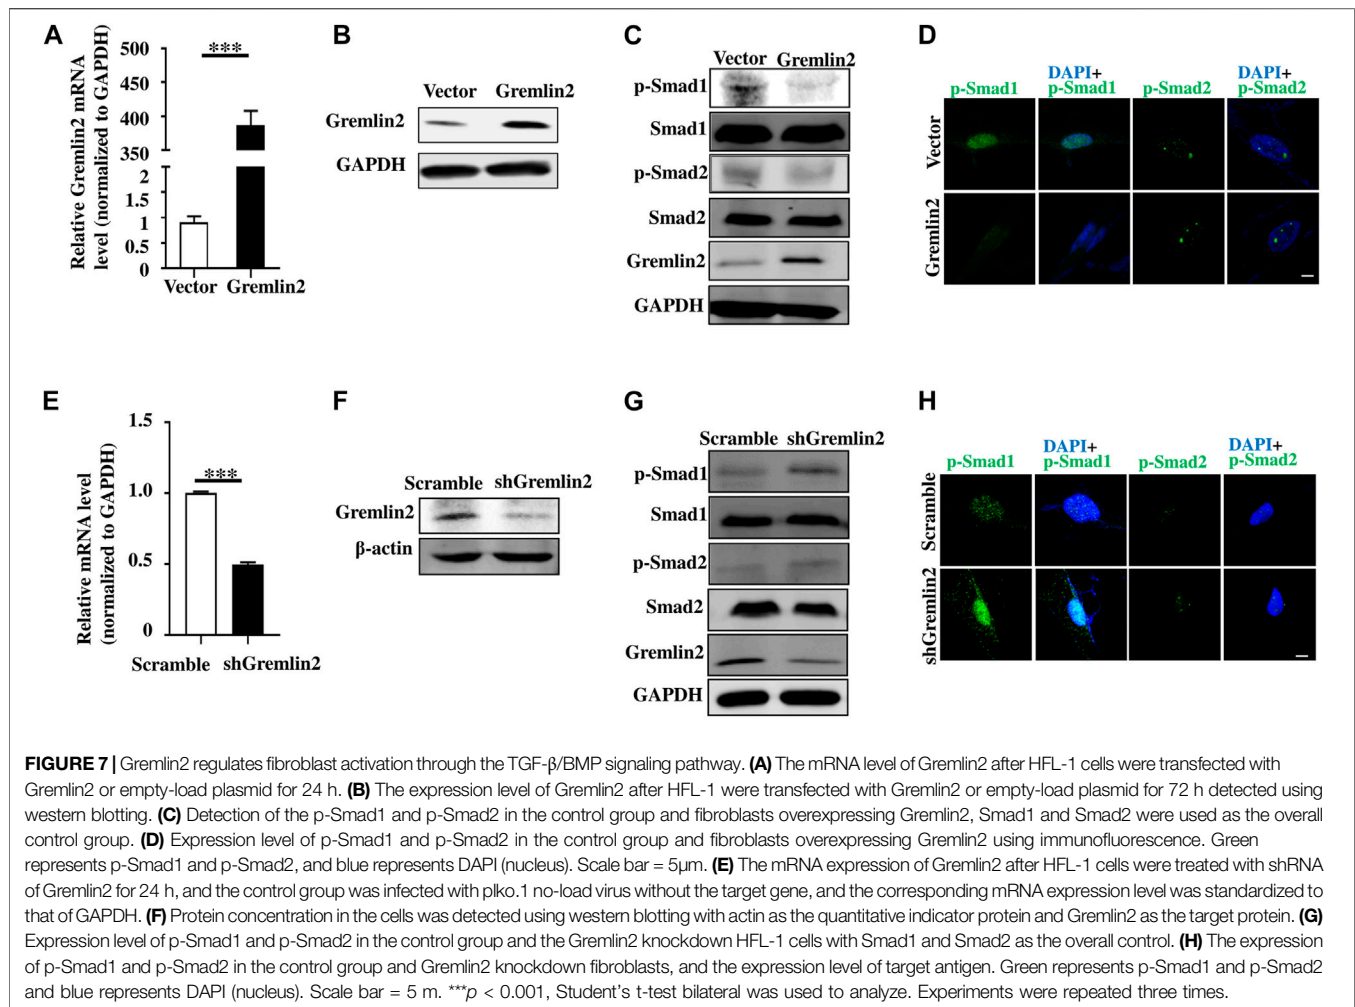 A
Relative Gremlin2 mRNA
level (normalized to GAPDH)
500
450
400
350
2
1
1
0.5
0
***
Vector Gremlin2
B
Vector Gremlin2
Gremlin2
GAPDH
C
Vector Gremlin2
p-Smad1
Smad1
p-Smad2
Smad2
Gremlin2
GAPDH
D
DAPI+ DAPI+
p-Smad1 p-Smad1 p-Smad2 p-Smad2
Vector
Gremlin2
E
Relative mRNA level
(normalized to GAPDH)
1.5
1.0
0.5
0
***
Scramble shGremlin2
F
Scramble shGremlin2
Gremlin2
β-actin
G
Scramble shGremlin2
p-Smad1
Smad1
p-Smad2
Smad2
Gremlin2
GAPDH
H
DAPI+ DAPI+
p-Smad1 p-Smad1 p-Smad2 p-Smad2
Scramble
shGremlin2
FIGURE 7 | Gremlin2 regulates fibroblast activation through the TGF-β/BMP signaling pathway. (A) The mRNA level of Gremlin2 after HFL-1 cells were transfected with
Gremlin2 or empty-load plasmid for 24 h. (B) The expression level of Gremlin2 after HFL-1 were transfected with Gremlin2 or empty-load plasmid for 72 h detected using
western blotting. (C) Detection of the p-Smad1 and p-Smad2 in the control group and fibroblasts overexpressing Gremlin2, Smad1 and Smad2 were used as the overall
control group. (D) Expression level of p-Smad1 and p-Smad2 in the control group and fibroblasts overexpressing Gremlin2 using immunofluorescence. Green
represents p-Smad1 and p-Smad2, and blue represents DAPI (nucleus). Scale bar = 5μm. (E) The mRNA expression of Gremlin2 after HFL-1 cells were treated with shRNA
of Gremlin2 for 24 h, and the control group was infected with plko.1 no-load virus without the target gene, and the corresponding mRNA expression level was standardized to
that of GAPDH. (F) Protein concentration in the cells was detected using western blotting with actin as the quantitative indicator protein and Gremlin2 as the target protein. (G)
Expression level of p-Smad1 and p-Smad2 in the control group and the Gremlin2 knockdown HFL-1 cells with Smad1 and Smad2 as the overall control. (H) The expression
of p-Smad1 and p-Smad2 in the control group and Gremlin2 knockdown fibroblasts, and the expression level of target antigen. Green represents p-Smad1 and p-Smad2
and blue represents DAPI (nucleus). Scale bar = 5 m. ***p < 0.001, Student's t-test bilateral was used to analyze. Experiments were repeated three times.